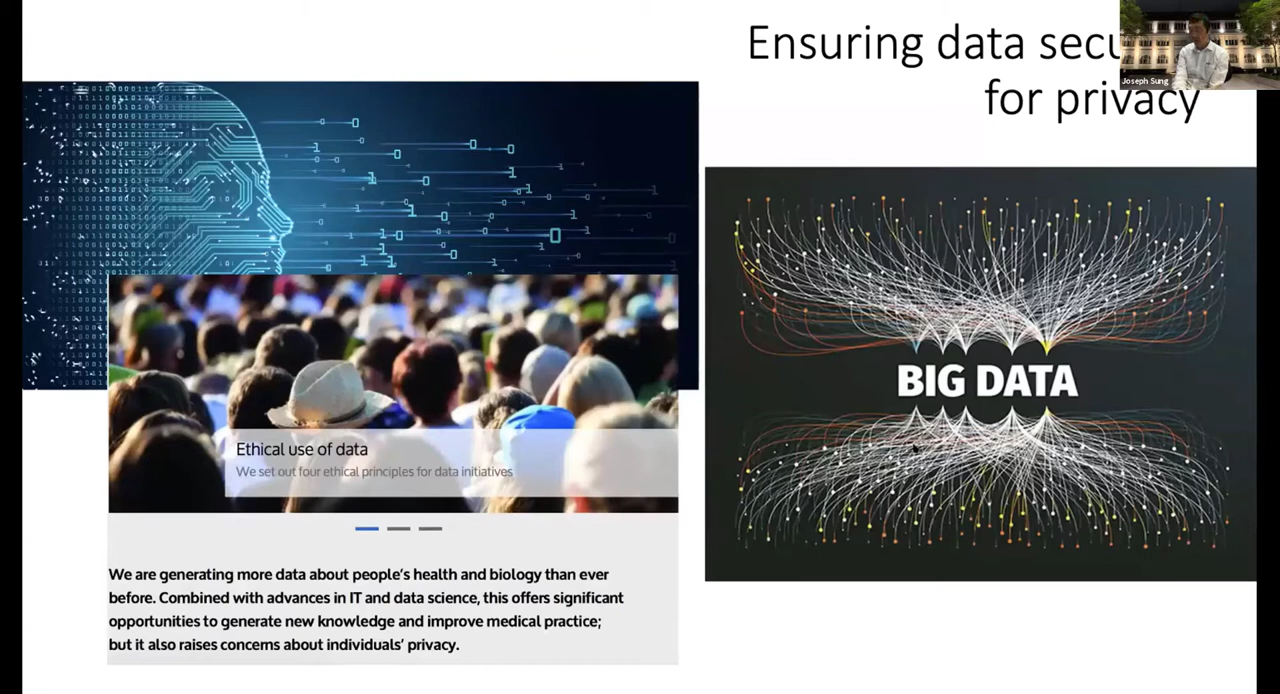 Ensuring data secu
for privacy
Joseph Sung
BIG DATA
Ethical use of data
We set out four ethical principles for data initiatives
We are generating more data about people's health and biology than ever
before. Combined with advances in IT and data science, this offers significant
opportunities to generate new knowledge and improve medical practice;
but it also raises concerns about individuals' privacy.